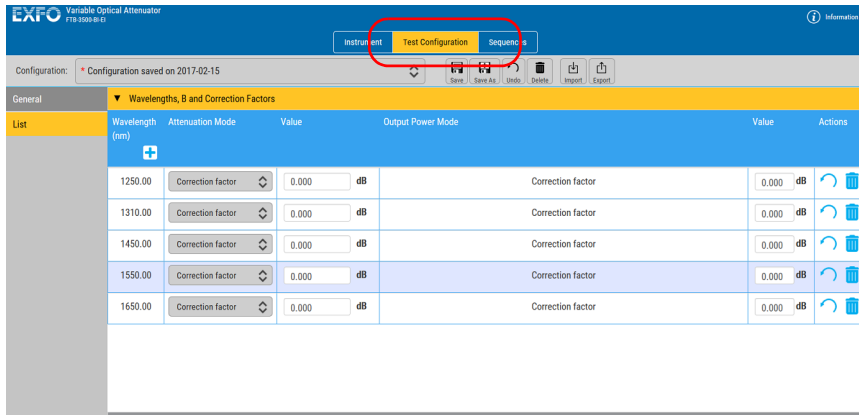 EXFO Variable Optical Attenuator
FTB-3500-BI-EI
Information
Instrument Test Configuration Sequences
Configuration: * Configuration saved on 2017-02-15
Save Save As Undo Delete Import Export
General
List
▼ Wavelengths, B and Correction Factors
Wavelength (nm) Attenuation Mode Value Output Power Mode Value Actions
1250.00 Correction factor 0.000 dB Correction factor 0.000 dB
1310.00 Correction factor 0.000 dB Correction factor 0.000 dB
1450.00 Correction factor 0.000 dB Correction factor 0.000 dB
1550.00 Correction factor 0.000 dB Correction factor 0.000 dB
1650.00 Correction factor 0.000 dB Correction factor 0.000 dB